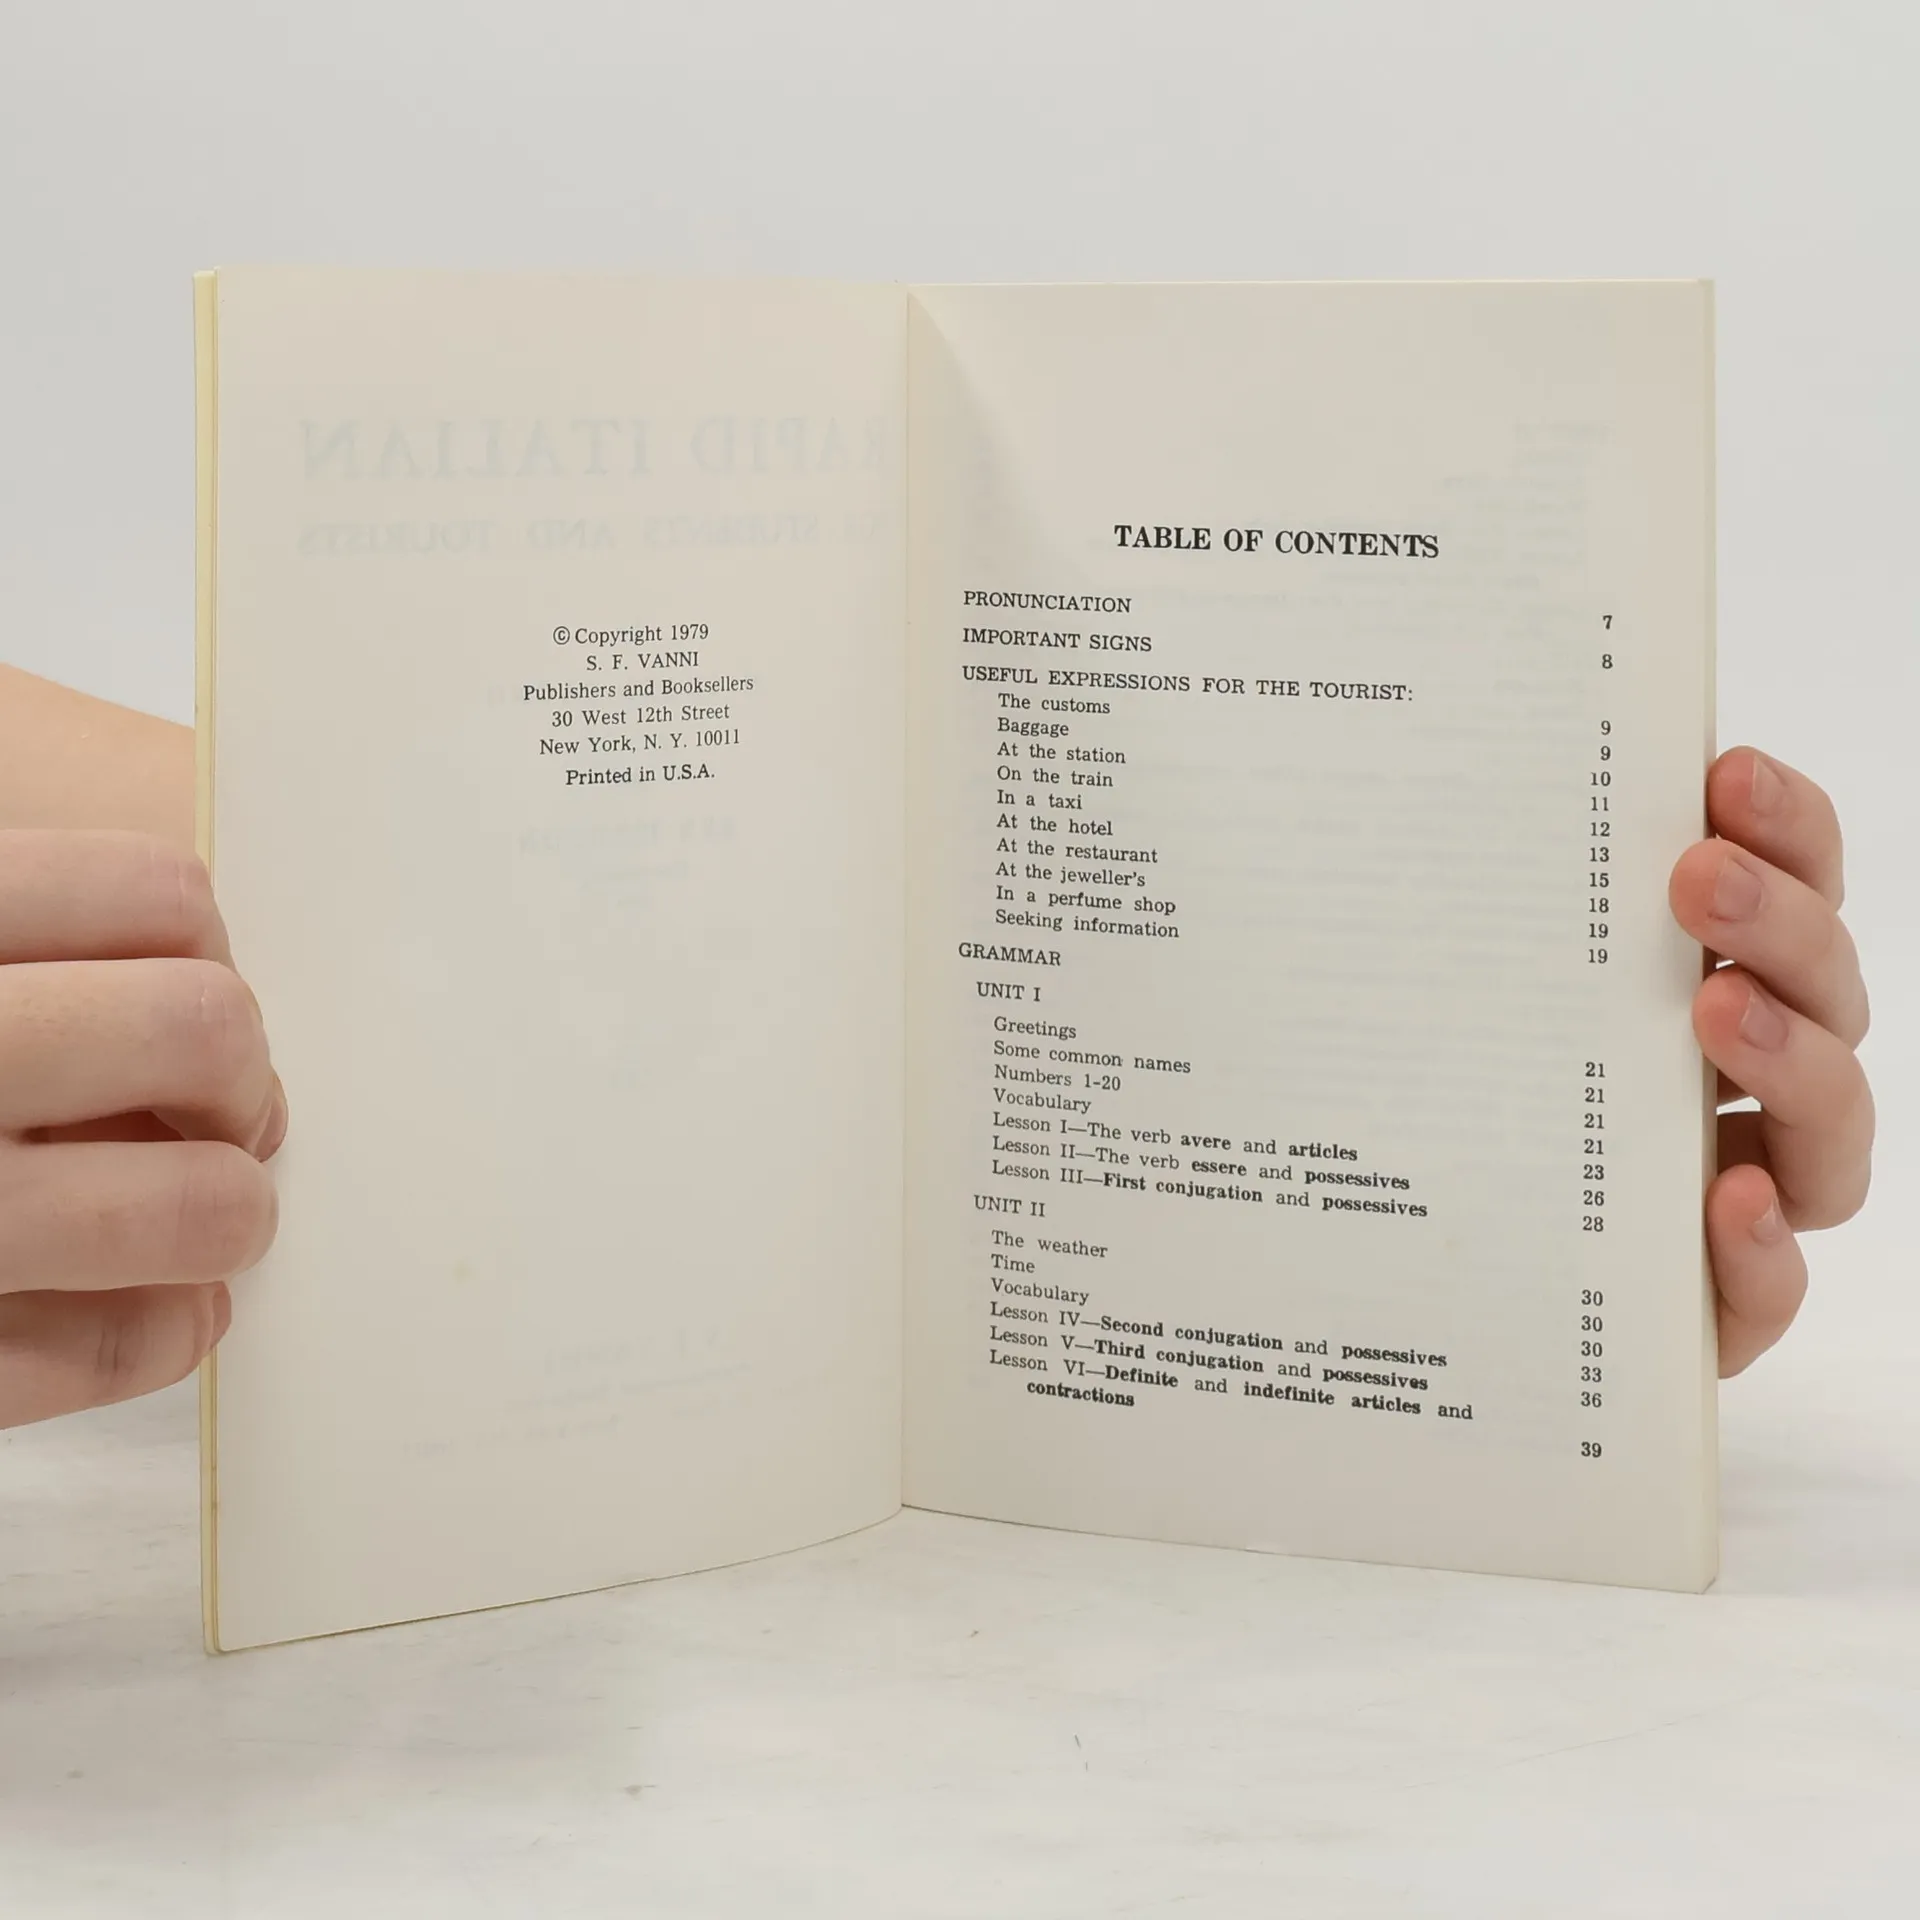 RAPID ITALIAN
STUDENTS AND TOURISTS
© Copyright 1979
S. F. VANNI
Publishers and Booksellers
30 West 12th Street
New York, N. Y. 10011
Printed in U.S.A.
TABLE OF CONTENTS
PRONUNCIATION 7
IMPORTANT SIGNS 8
USEFUL EXPRESSIONS FOR THE TOURIST:
The customs 9
Baggage 9
At the station 10
On the train 11
In a taxi 12
At the hotel 13
At the restaurant 15
At the jeweller's 18
In a perfume shop 19
Seeking information 19
GRAMMAR
UNIT I
Greetings 21
Some common names 21
Numbers 1-20 21
Vocabulary 21
Lesson I—The verb avere and articles 23
Lesson II—The verb essere and possessives 26
Lesson III—First conjugation and possessives 28
UNIT II
The weather 30
Time 30
Vocabulary 30
Lesson IV—Second conjugation and possessives 33
Lesson V—Third conjugation and possessives 36
Lesson VI—Definite and indefinite articles and
contractions 39